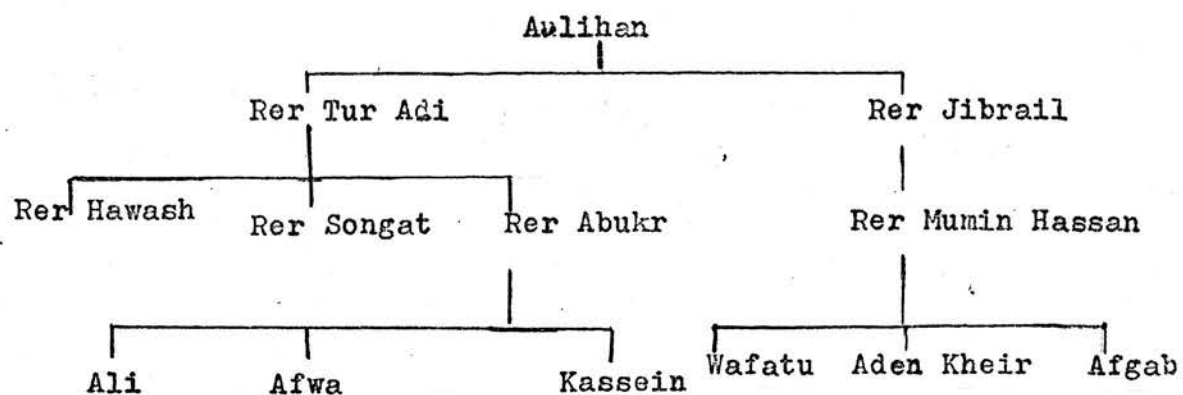 Aulihan
Rer Tur Adi Rer Jibrail
Rer Hawash Rer Songat Rer Abukr Rer Mumin Hassan
Ali Afwa Kassein Wafatu Aden Kheir Afgab